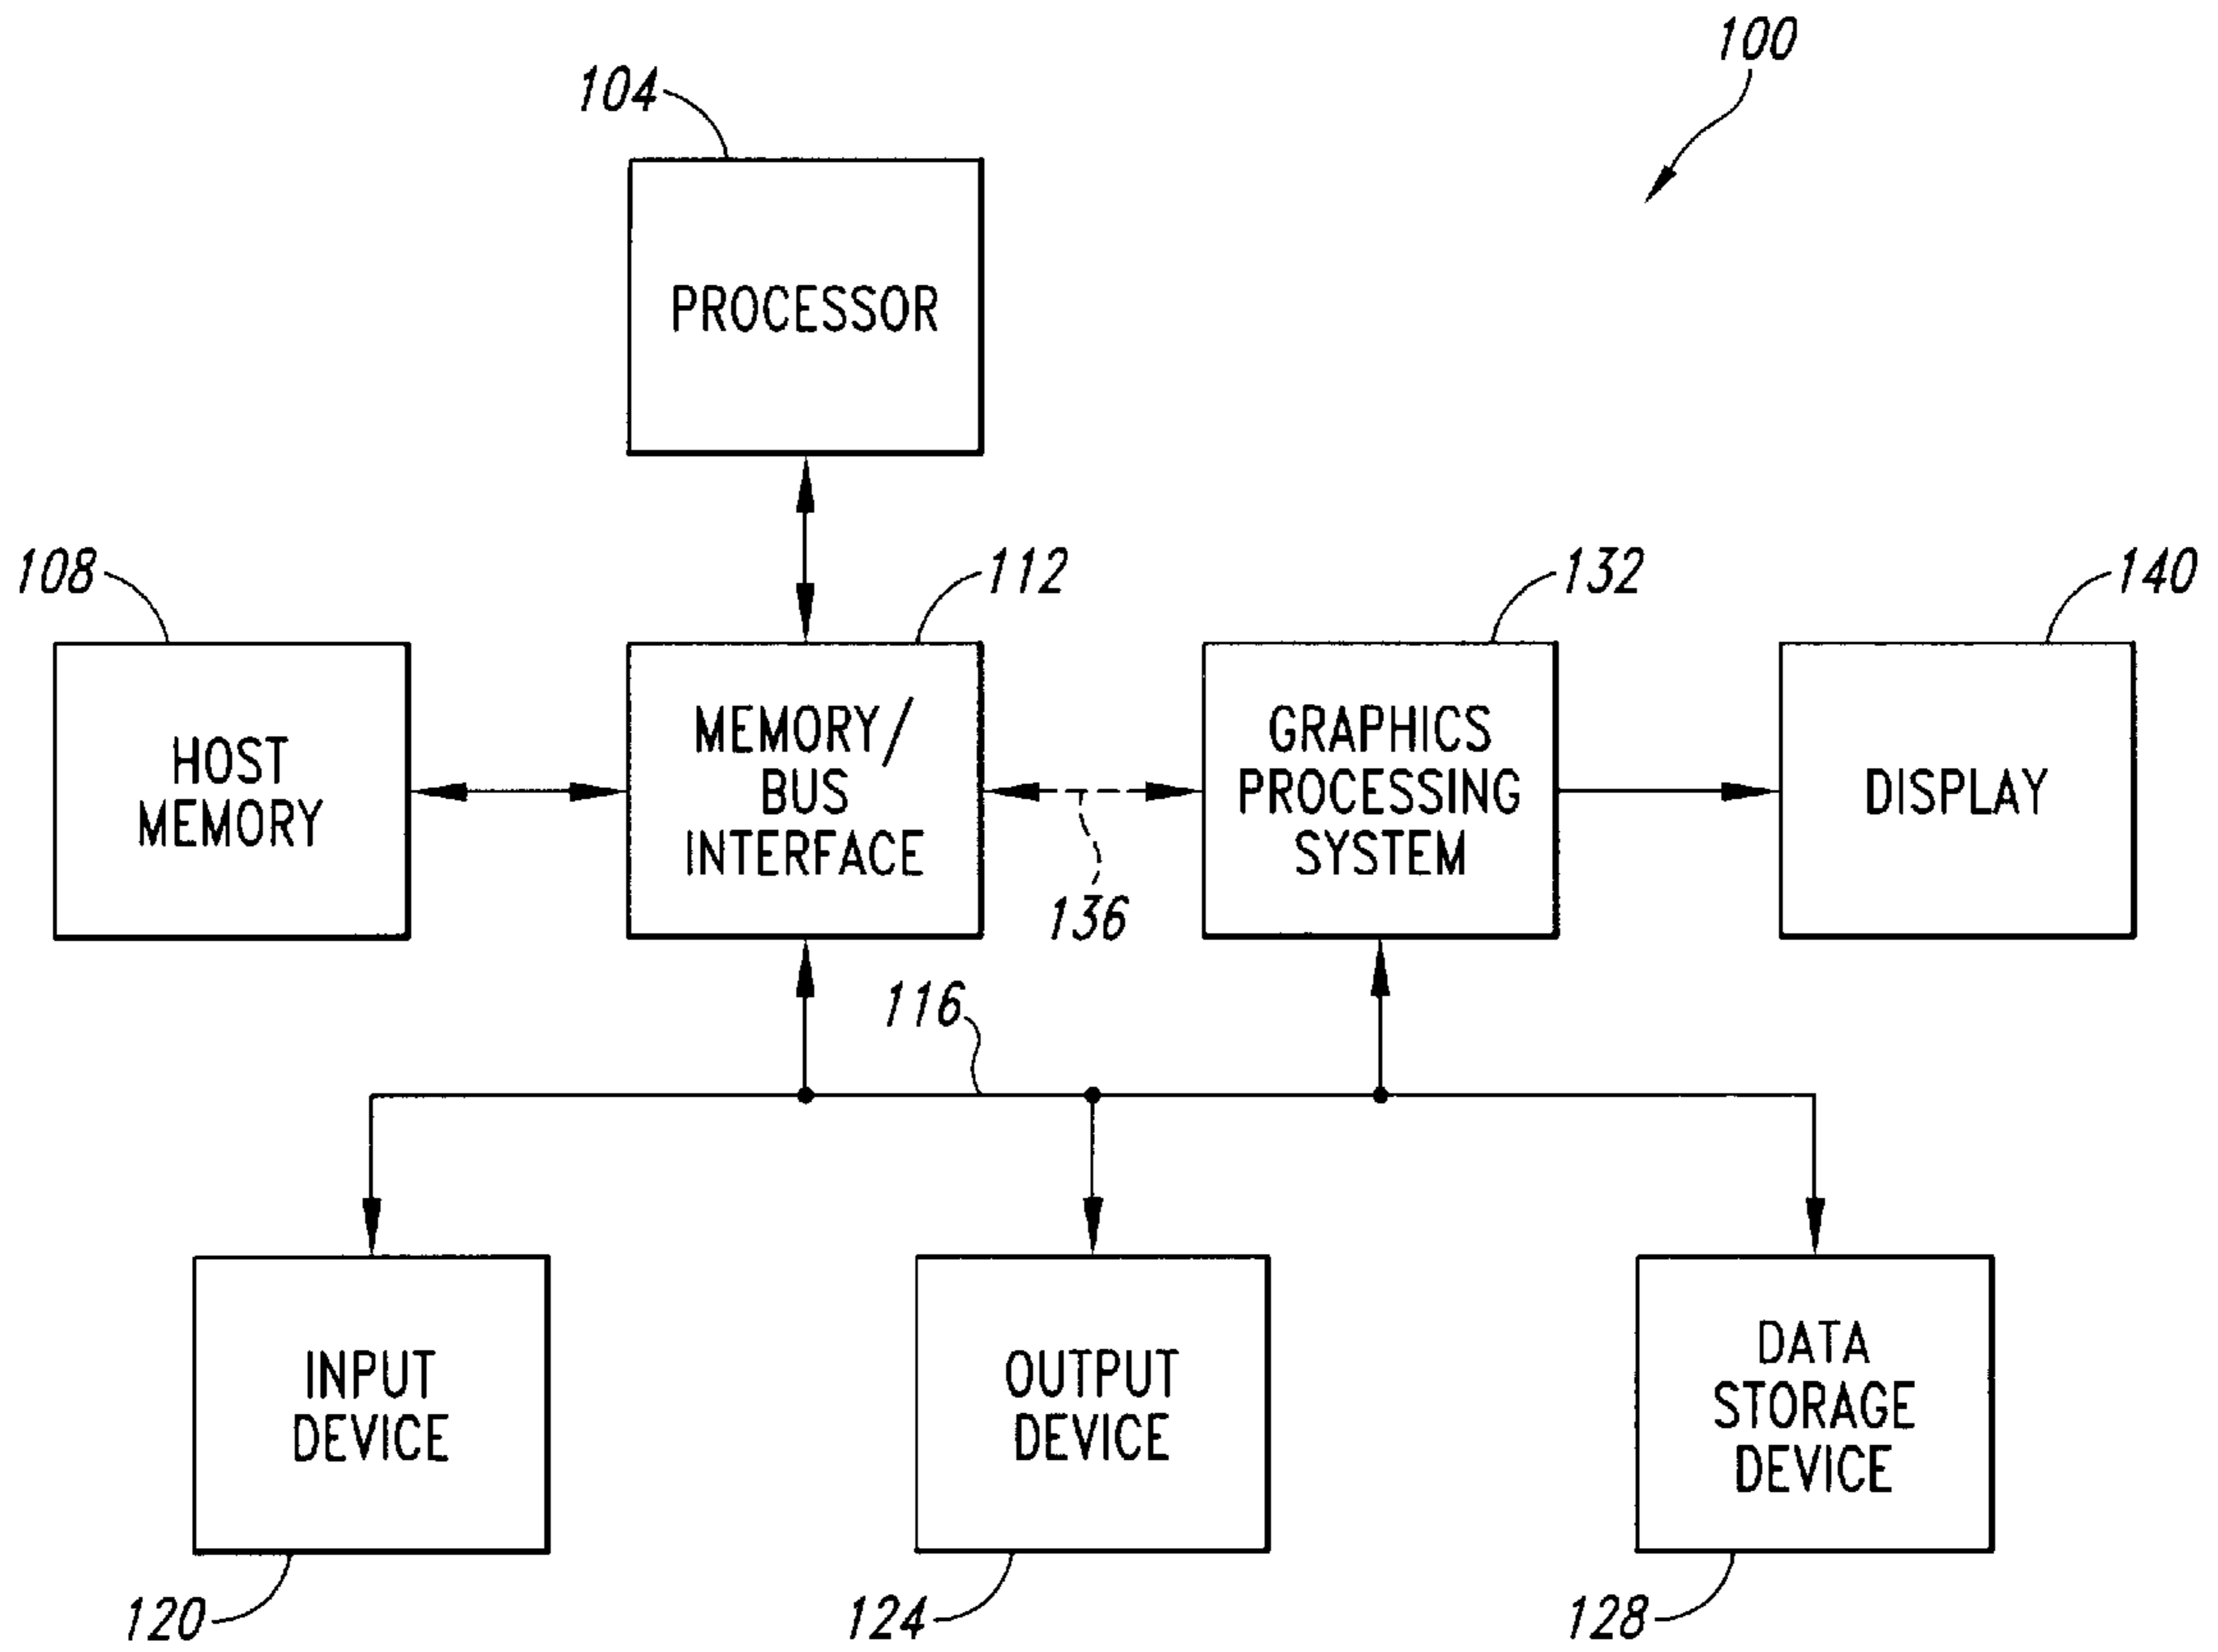 100
104
PROCESSOR
108
112
132
140
HOST
MEMORY
MEMORY/
BUS
INTERFACE
GRAPHICS
PROCESSING
SYSTEM
DISPLAY
136
116
INPUT
DEVICE
OUTPUT
DEVICE
DATA
STORAGE
DEVICE
120
124
128